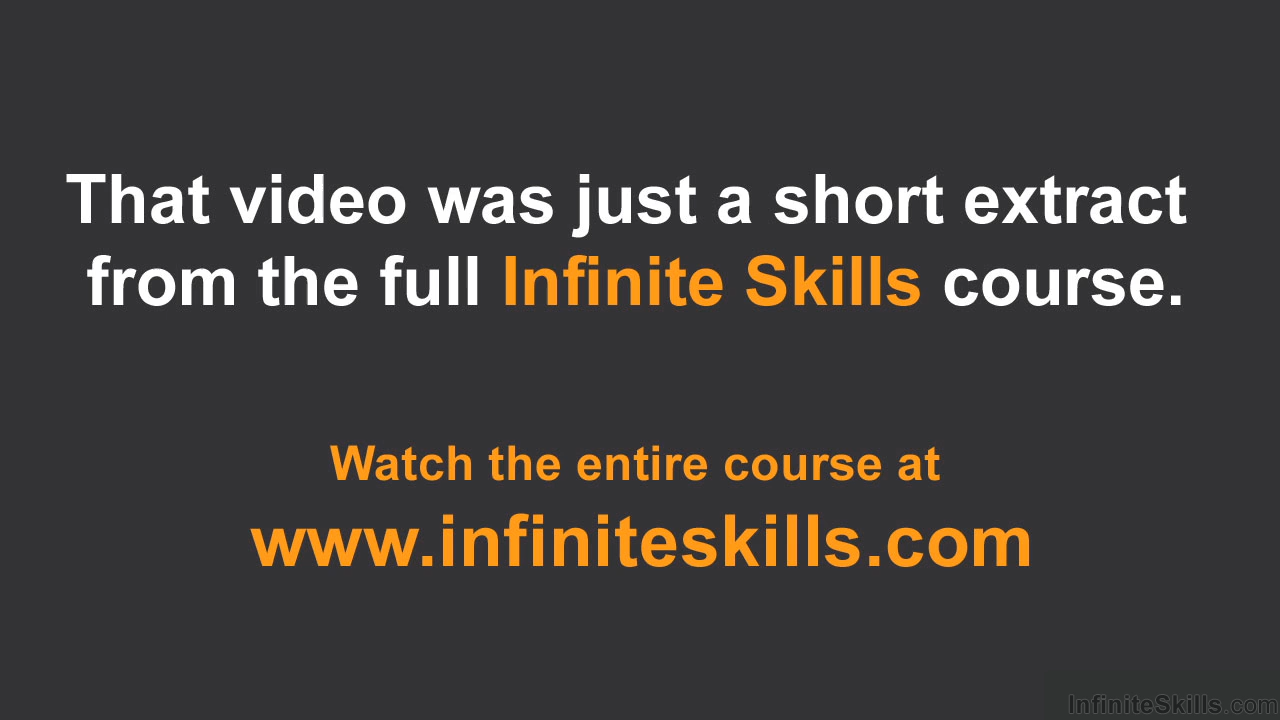 That video was just a short extract
from the full Infinite Skills course.
Watch the entire course at
www.infiniteskills.com
InfiniteSkills.com